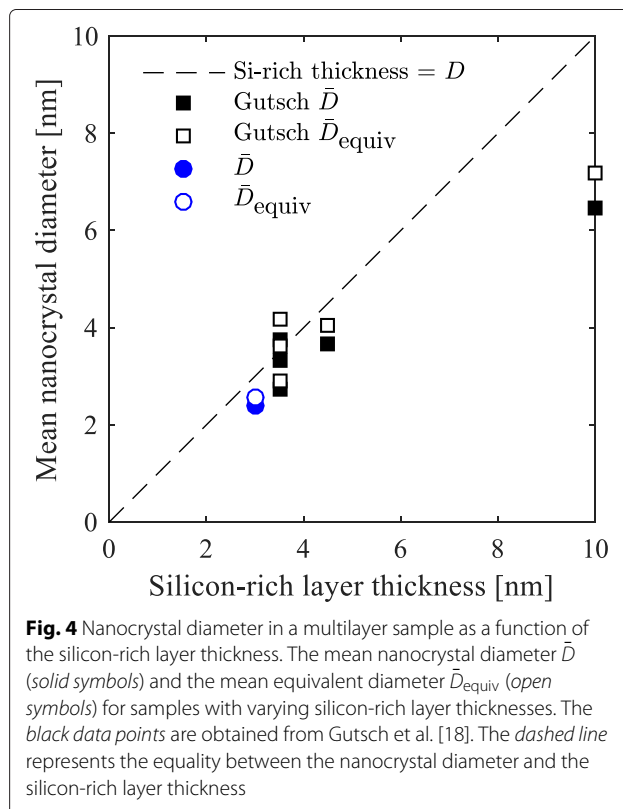 10
8
6
4
2
0
Mean nanocrystal diameter [nm]
Si-rich thickness = D
Gutsch D̄
Gutsch D̄equiv
D̄
D̄equiv
0 2 4 6 8 10
Silicon-rich layer thickness [nm]
Fig. 4 Nanocrystal diameter in a multilayer sample as a function of
the silicon-rich layer thickness. The mean nanocrystal diameter D̄
(solid symbols) and the mean equivalent diameter D̄equiv (open
symbols) for samples with varying silicon-rich layer thicknesses. The
black data points are obtained from Gutsch et al. [18]. The dashed line
represents the equality between the nanocrystal diameter and the
silicon-rich layer thickness